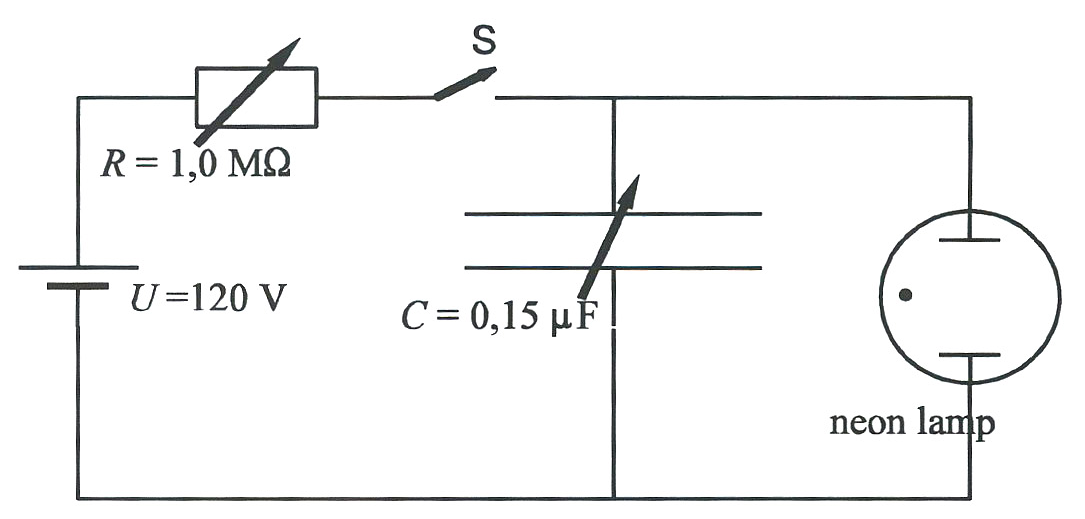 S
R = 1,0 MΩ
U =120 V
C = 0,15 µF
neon lamp